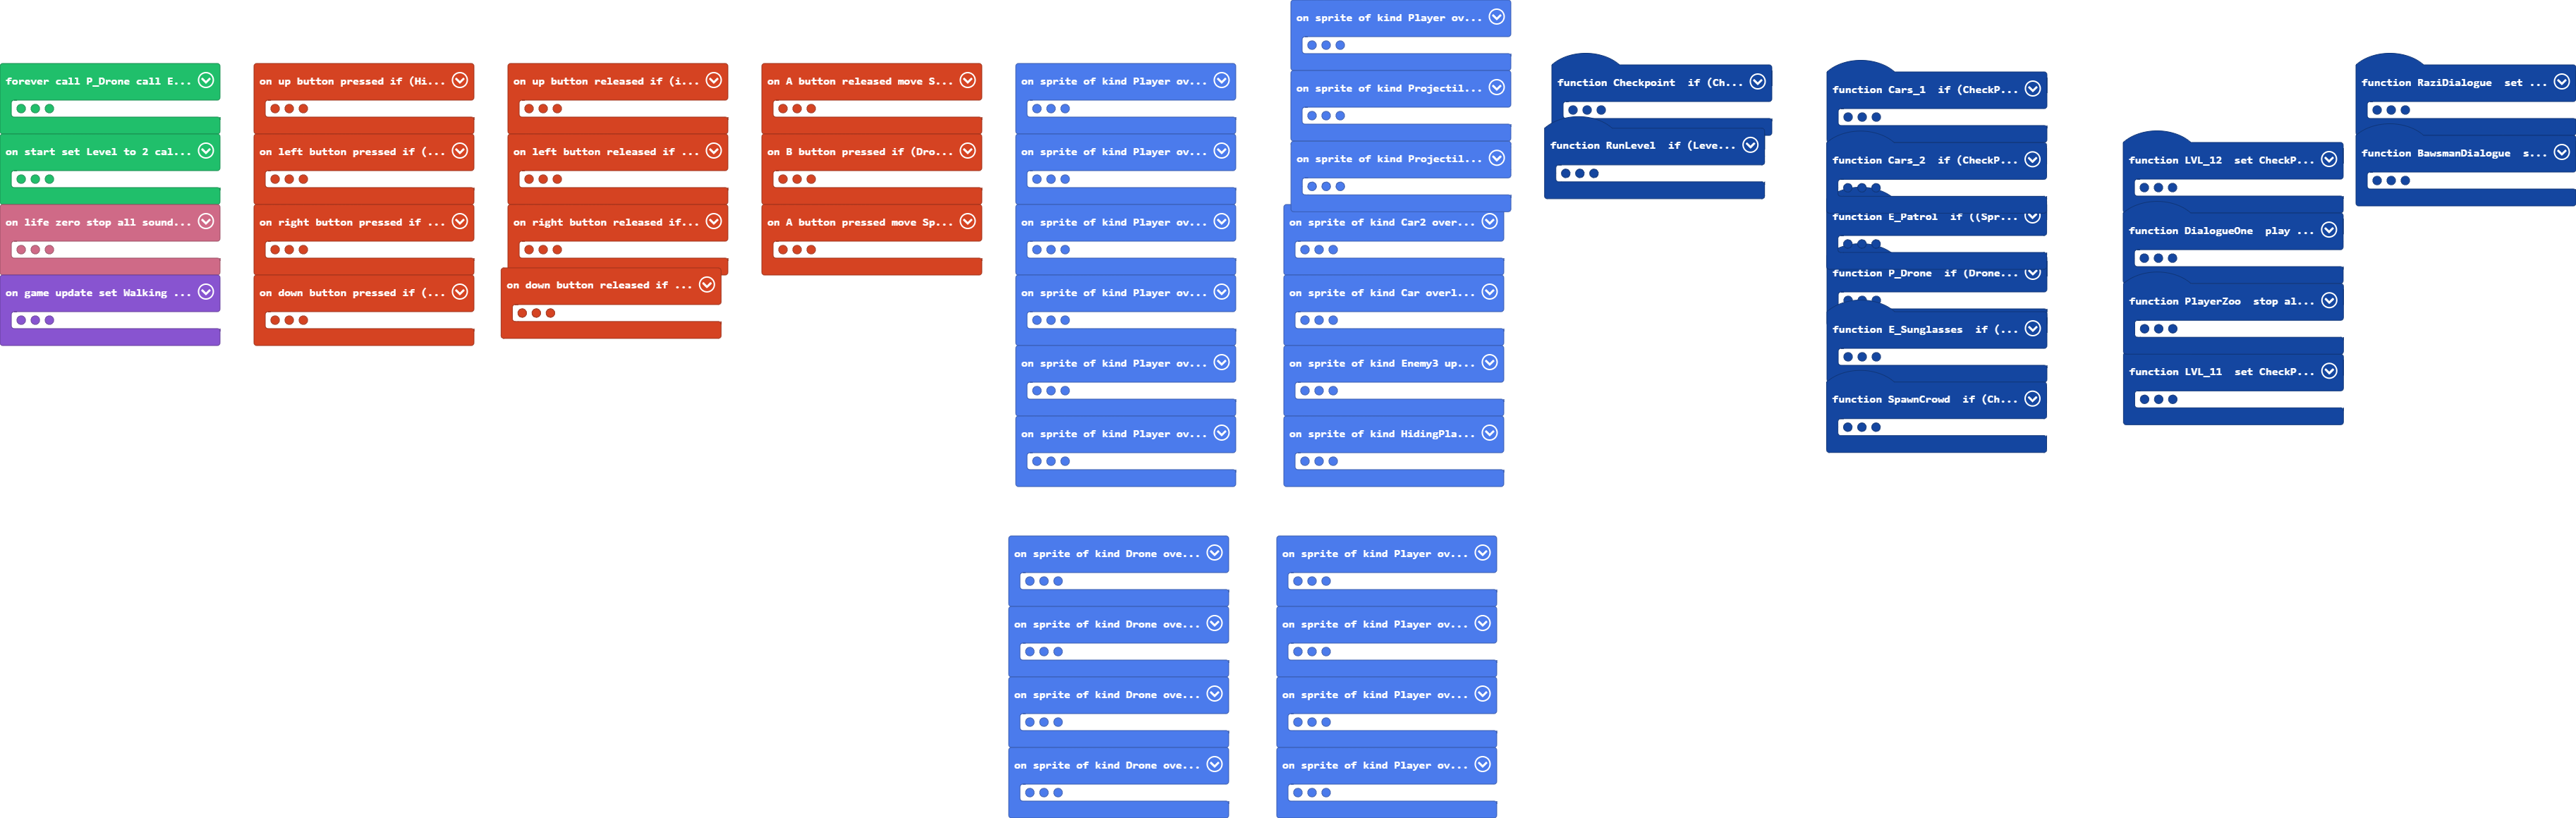 forever call P_Drone call E...
on start set Level to 2 cal...
on life zero stop all sound...
on game update set Walking ...
on up button pressed if (Hi...
on left button pressed if (...
on right button pressed if ...
on down button pressed if (...
on up button released if (i...
on left button released if ...
on right button released if...
on down button released if ...
on A button released move S...
on B button pressed if (Dro...
on A button pressed move Sp...
on sprite of kind Player ov...
on sprite of kind Player ov...
on sprite of kind Player ov...
on sprite of kind Player ov...
on sprite of kind Player ov...
on sprite of kind Player ov...
on sprite of kind Drone ove...
on sprite of kind Drone ove...
on sprite of kind Drone ove...
on sprite of kind Drone ove...
on sprite of kind Player ov...
on sprite of kind Projectil...
on sprite of kind Projectil...
on sprite of kind Car2 over...
on sprite of kind Car overl...
on sprite of kind Enemy3 up...
on sprite of kind HidingPla...
on sprite of kind Player ov...
on sprite of kind Player ov...
on sprite of kind Player ov...
on sprite of kind Player ov...
function Checkpoint if (Ch...
function RunLevel if (Leve...
function Cars_1 if (CheckP...
function Cars_2 if (CheckP...
function E_Patrol if ((Spr...
function P_Drone if (Drone...
function E_Sunglasses if (...
function SpawnCrowd if (Ch...
function LVL_12 set CheckP...
function DialogueOne play ...
function PlayerZoo stop al...
function LVL_11 set CheckP...
function RaziDialogue set ...
function BawsmanDialogue s...